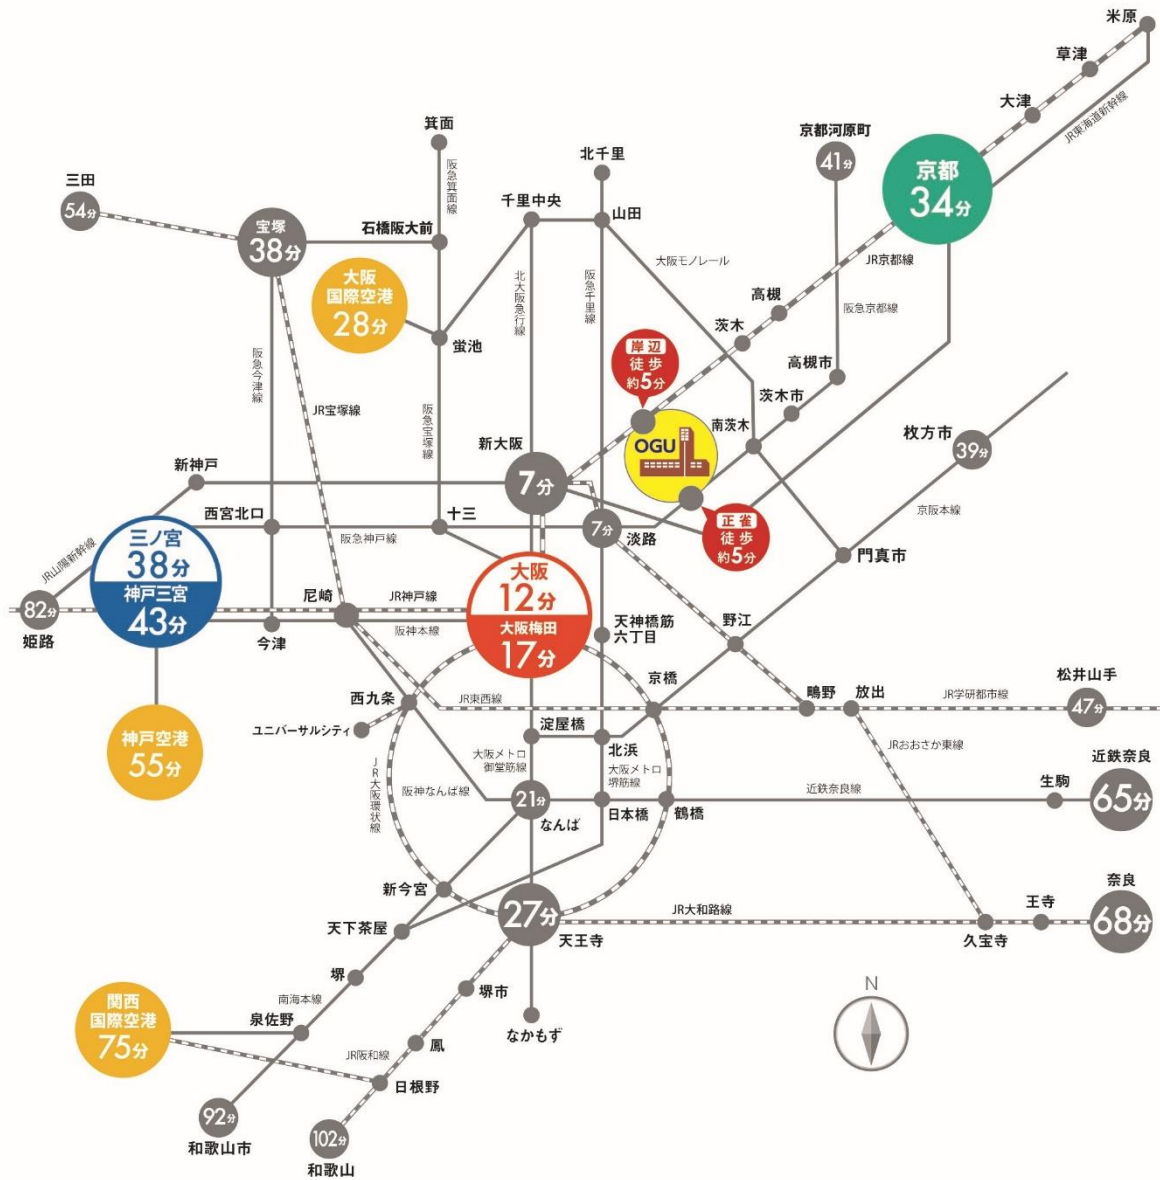 米原
草津
大津
JR東海道新幹線
京都河原町
41分
京都
34分
箕面
阪急箕面線
北千里
三田
54分
千里中央
山田
宝塚
38分
石橋阪大前
大阪
国際空港
28分
北大阪急行線
阪急千里線
大阪モノレール
JR京都線
高槻
阪急京都線
茨木
蛍池
岸辺
徒歩
約5分
高槻市
茨木市
阪急今津線
JR宝塚線
阪急宝塚線
南茨木
OGU
新大阪
7分
枚方市
39分
新神戸
西宮北口
十三
7分
淡路
正雀
徒歩
約5分
京阪本線
JR山陽新幹線
阪急神戸線
門真市
三ノ宮
38分
神戸三宮
43分
大阪
12分
大阪梅田
17分
82分
姫路
尼崎
JR神戸線
阪神本線
今津
天神橋筋
六丁目
野江
西九条
JR東西線
京橋
鴫野
放出
JR学研都市線
松井山手
47分
ユニバーサルシティ
淀屋橋
北浜
JRおおさか東線
神戸空港
55分
JR大阪環状線
阪神なんば線
大阪メトロ
御堂筋線
大阪メトロ
堺筋線
21分
なんば
日本橋
鶴橋
近鉄奈良線
生駒
近鉄奈良
65分
新今宮
天下茶屋
27分
天王寺
JR大和路線
久宝寺
王寺
奈良
68分
堺
堺市
N
関西
国際空港
75分
南海本線
泉佐野
なかもず
鳳
JR阪和線
日根野
92分
和歌山市
102分
和歌山